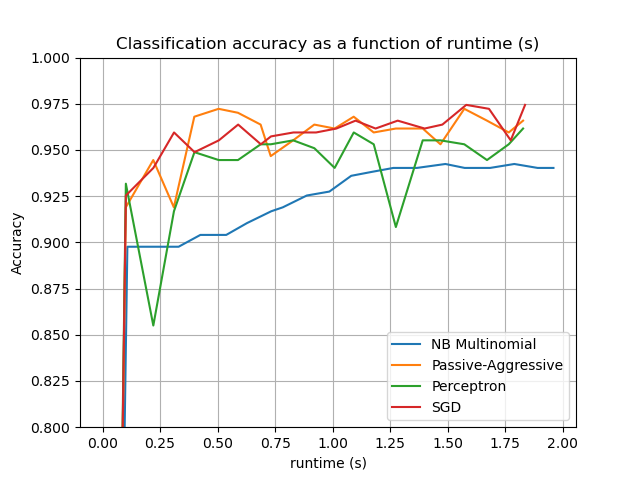 Classification accuracy as a function of runtime (s)
1.000
0.975
0.950
0.925
0.900
0.875
0.850
0.825
0.800
Accuracy
NB Multinomial
Passive-Aggressive
Perceptron
SGD
0.00 0.25 0.50 0.75 1.00 1.25 1.50 1.75 2.00
runtime (s)